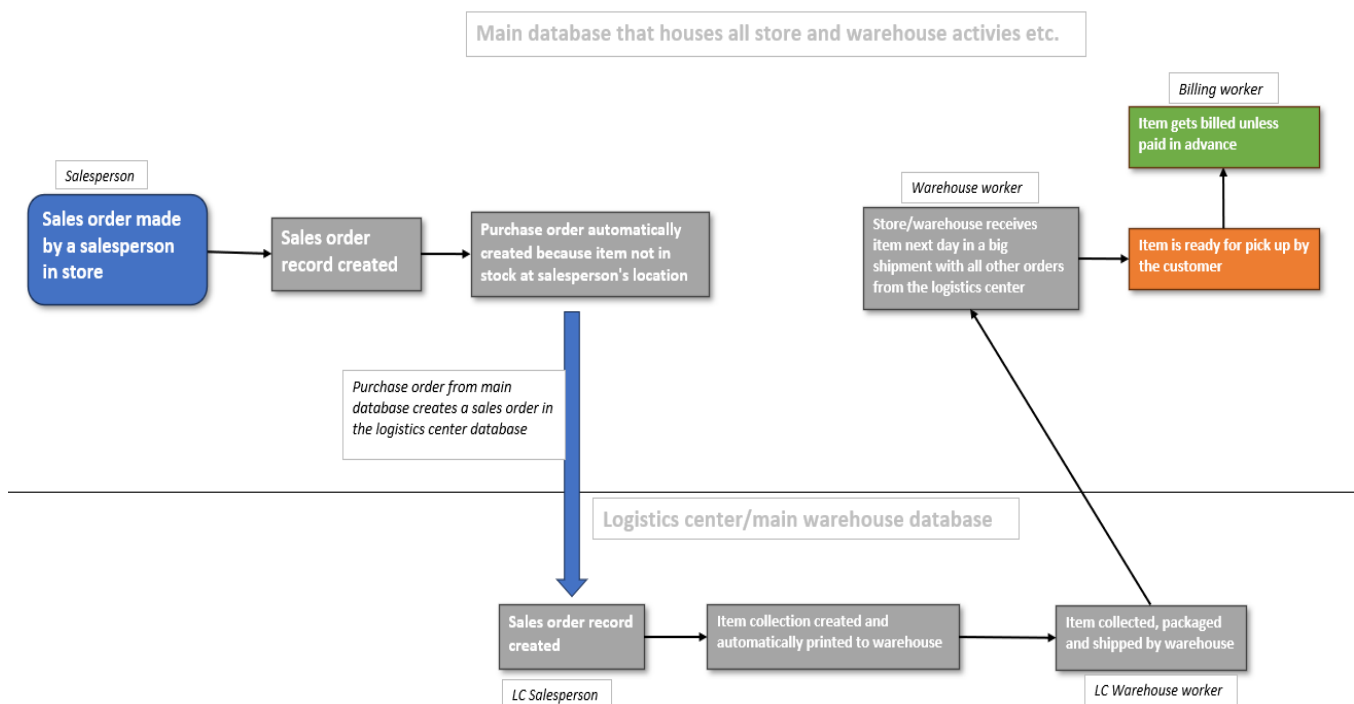 Main database that houses all store and warehouse activies etc.
Billing worker
Item gets billed unless
paid in advance
Salesperson
Sales order made
by a salesperson
in store
Sales order
record created
Purchase order automatically
created because item not in
stock at salesperson's location
Warehouse worker
Store/warehouse receives
item next day in a big
shipment with all other orders
from the logistics center
Item is ready for pick up by
the customer
Purchase order from main
database creates a sales order in
the logistics center database
Logistics center/main warehouse database
Sales order record
created
LC Salesperson
Item collection created and
automatically printed to warehouse
Item collected, packaged
and shipped by warehouse
LC Warehouse worker